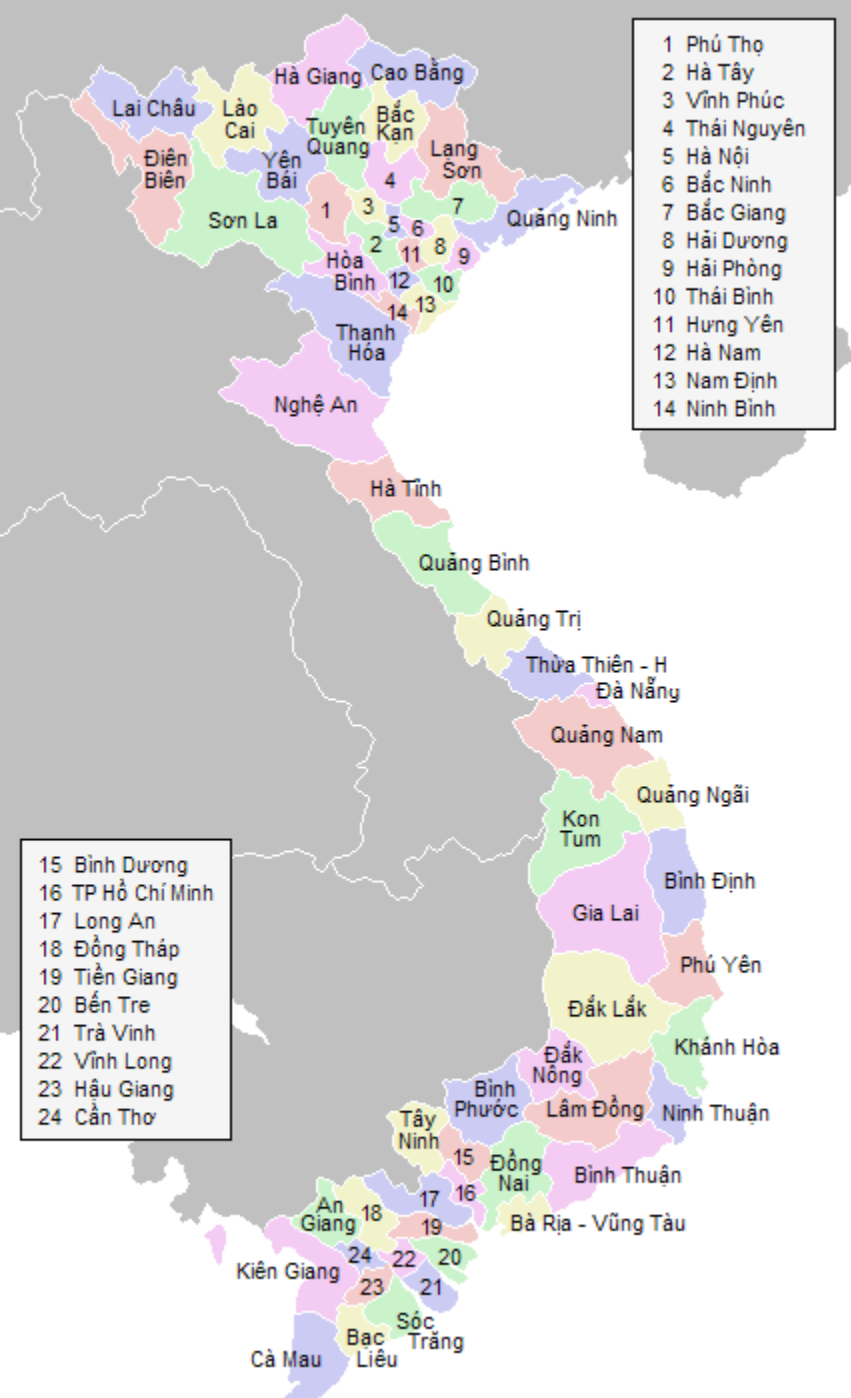 1 Phú Thọ
2 Hà Tây
3 Vĩnh Phúc
4 Thái Nguyên
5 Hà Nội
6 Bắc Ninh
7 Bắc Giang
8 Hải Dương
9 Hải Phòng
10 Thái Bình
11 Hưng Yên
12 Hà Nam
13 Nam Định
14 Ninh Bình
Hà Giang
Cao Bằng
Lai Châu
Lào
Cai
Tuyên
Quang
Bắc
Kạn
Lạng
Sơn
Điên
Biên
Yên
Bái
4
Sơn La
1
3
7
Quảng Ninh
5
6
2
11
8
9
Hòa
Bình
12
10
13
14
Thanh
Hóa
Nghệ An
Hà Tĩnh
Quảng Bình
Quảng Trị
Thừa Thiên - H
Đà Nẵng
Quảng Nam
Quảng Ngãi
Kon
Tum
Bình Định
Gia Lai
Phú Yên
Đắk Lắk
Khánh Hòa
Đắk
Nông
Bình
Phước
Lâm Đồng
Ninh Thuận
Tây
Ninh
15
Đồng
Nai
Bình Thuận
16
17
An
Giang
18
19
Bà Rịa - Vũng Tàu
24
22
20
Kiên Giang
23
21
Sóc
Trăng
Bạc
Liêu
Cà Mau
15 Bình Dương
16 TP Hồ Chí Minh
17 Long An
18 Đồng Tháp
19 Tiền Giang
20 Bến Tre
21 Trà Vinh
22 Vĩnh Long
23 Hậu Giang
24 Cần Thơ